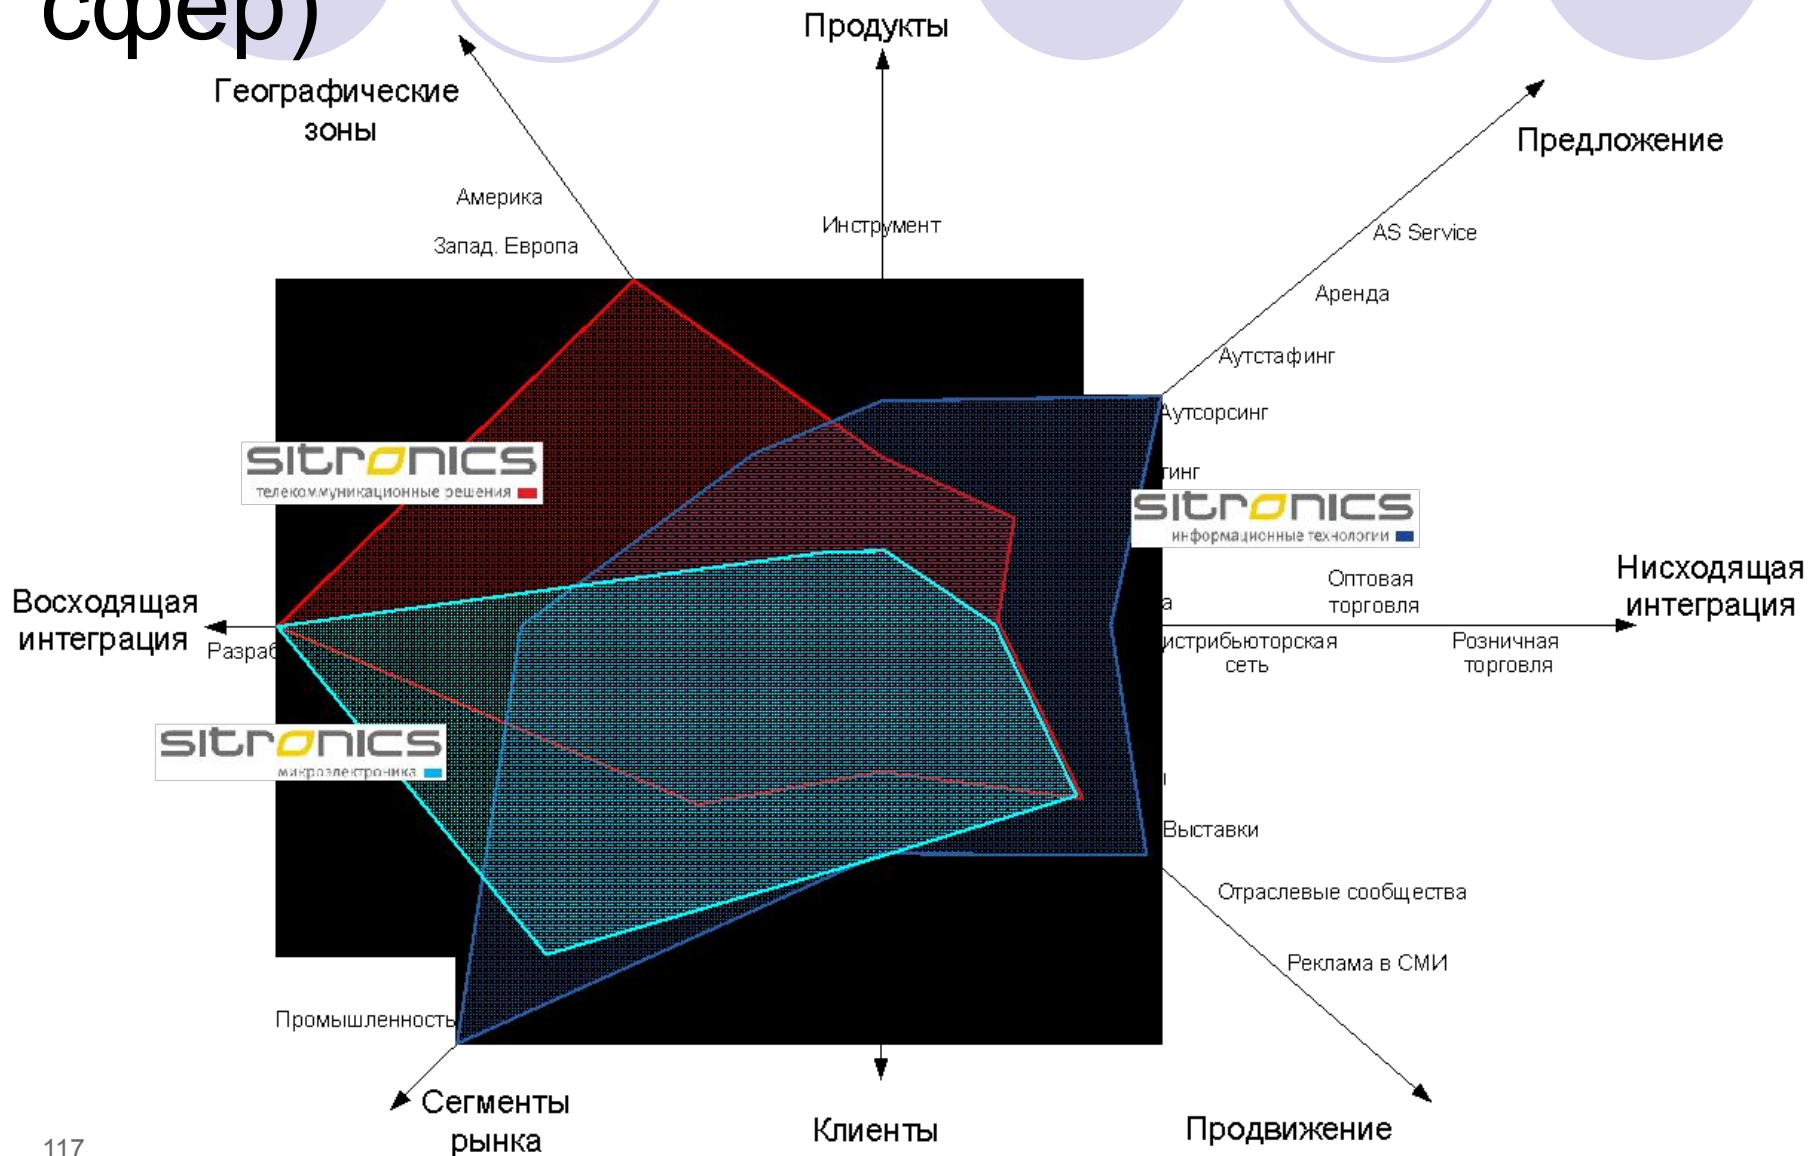 сфер)
Продукты
Географические
зоны
Предложение
Америка
Инструмент
AS Service
Запад. Европа
Аренда
Аутстафинг
Аутсорсинг
тинг
sitronics
телекоммуникационные решения
sitronics
информационные технологии
Нисходящая
интеграция
Оптовая
торговля
Восходящая
интеграция
а
Разраб
истрибьюторская
сеть
Розничная
торговля
sitronics
микроэлектроника
Выставки
Отраслевые сообщества
Реклама в СМИ
Промышленность
Сегменты
рынка
Клиенты
Продвижение
117